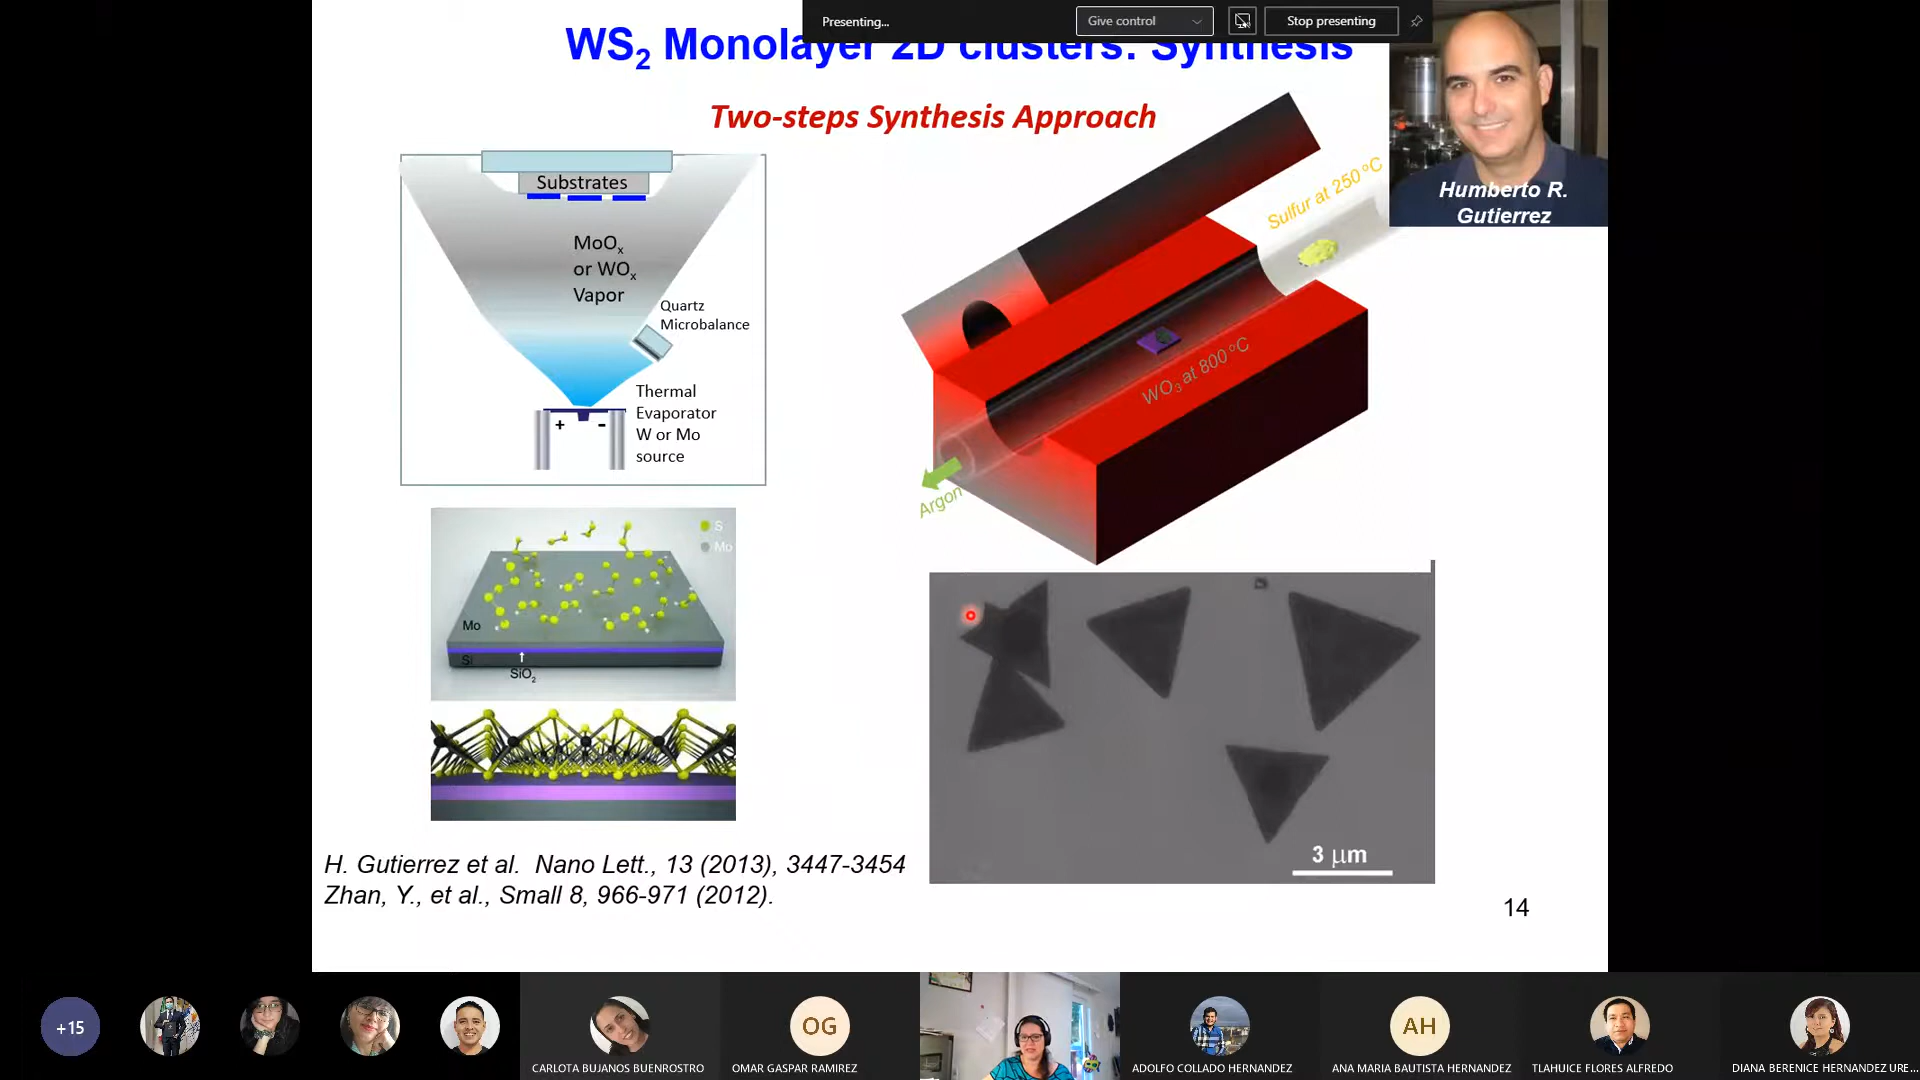 Presenting...
Give control
Stop presenting
WS2 Monolayer 2D clusters: Synthesis
Two-steps Synthesis Approach
Humberto R.
Gutierrez
Substrates
MoOx
or WOx
Vapor
Quartz
Microbalance
Thermal
Evaporator
W or Mo
source
+
-
Sulfur at 250 °C
WO3 at 800 °C
Argon
S
Mo
Mo
Si
SiO2
3 μm
H. Gutierrez et al. Nano Lett., 13 (2013), 3447-3454
Zhan, Y., et al., Small 8, 966-971 (2012).
14
+15
OG
AH
CARLOTA BUJANOS BUENROSTRO
OMAR GASPAR RAMIREZ
ADOLFO COLLADO HERNANDEZ
ANA MARIA BAUTISTA HERNANDEZ
TLAHUICE FLORES ALFREDO
DIANA BERENICE HERNANDEZ URE...